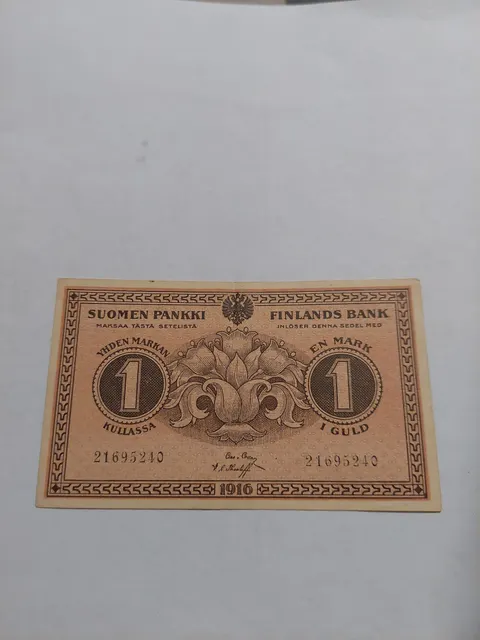 SUOMEN PANKKI
MAKSAA TÄSTÄ SETELISTÄ
FINLANDS BANK
INLÖSER DENNA SEDEL MED
YHDEN MARKAN
1
KULLASSA
EN MARK
1
I GULD
21695240
21695240
1916